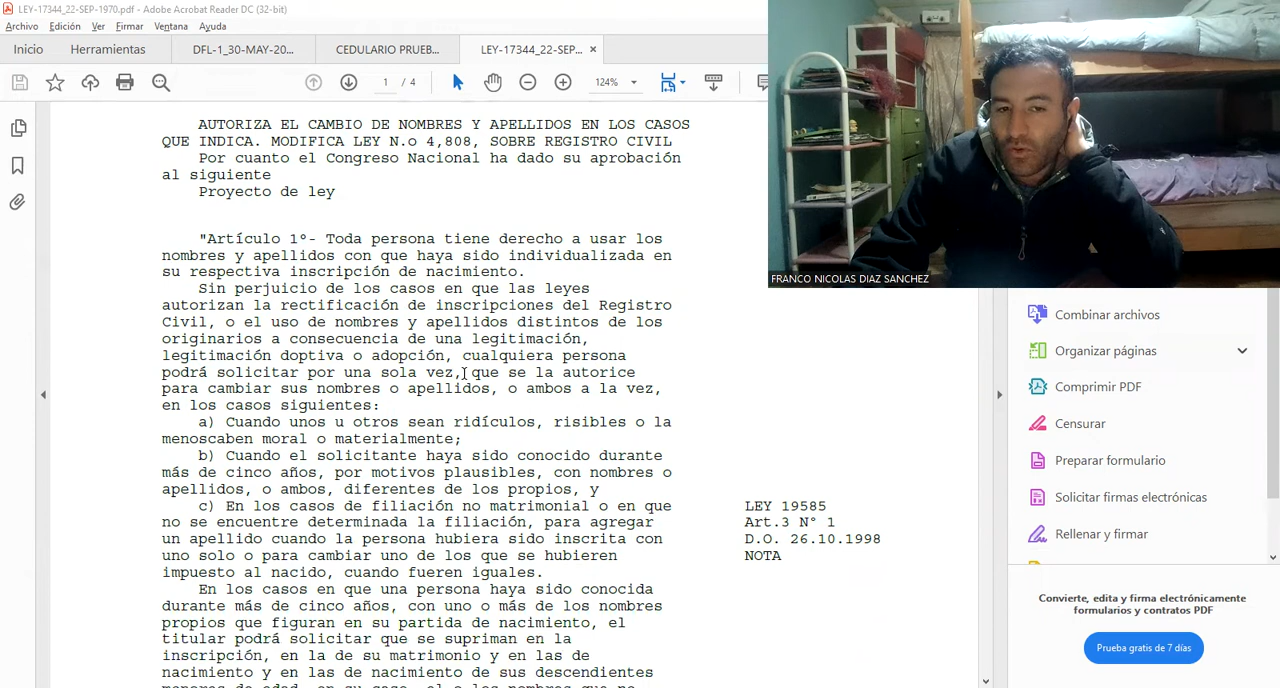 LEY-17344_22-SEP-1970.pdf - Adobe Acrobat Reader DC (32-bit)
Archivo Edición Ver Firmar Ventana Ayuda
Inicio Herramientas DFL-1_30-MAY-20... CEDULARIO PRUEB... LEY-17344_22-SEP... ×
1 / 4 124%
AUTORIZA EL CAMBIO DE NOMBRES Y APELLIDOS EN LOS CASOS
QUE INDICA. MODIFICA LEY N.o 4,808, SOBRE REGISTRO CIVIL
Por cuanto el Congreso Nacional ha dado su aprobación
al siguiente
Proyecto de ley
"Artículo 1º- Toda persona tiene derecho a usar los
nombres y apellidos con que haya sido individualizada en
su respectiva inscripción de nacimiento.
Sin perjuicio de los casos en que las leyes
autorizan la rectificación de inscripciones del Registro
Civil, o el uso de nombres y apellidos distintos de los
originarios a consecuencia de una legitimación,
legitimación doptiva o adopción, cualquiera persona
podrá solicitar por una sola vez, que se la autorice
para cambiar sus nombres o apellidos, o ambos a la vez,
en los casos siguientes:
a) Cuando unos u otros sean ridículos, risibles o la
menoscaben moral o materialmente;
b) Cuando el solicitante haya sido conocido durante
más de cinco años, por motivos plausibles, con nombres o
apellidos, o ambos, diferentes de los propios, y
c) En los casos de filiación no matrimonial o en que
no se encuentre determinada la filiación, para agregar
un apellido cuando la persona hubiera sido inscrita con
uno solo o para cambiar uno de los que se hubieren
impuesto al nacido, cuando fueren iguales.
En los casos en que una persona haya sido conocida
durante más de cinco años, con uno o más de los nombres
propios que figuran en su partida de nacimiento, el
titular podrá solicitar que se supriman en la
inscripción, en la de su matrimonio y en las de
nacimiento y en las de nacimiento de sus descendientes
menores de edad, en su caso, el o los nombres que no
LEY 19585
Art.3 N° 1
D.O. 26.10.1998
NOTA
FRANCO NICOLAS DIAZ SANCHEZ
Combinar archivos
Organizar páginas
Comprimir PDF
Censurar
Preparar formulario
Solicitar firmas electrónicas
Rellenar y firmar
Convierte, edita y firma electrónicamente
formularios y contratos PDF
Prueba gratis de 7 días